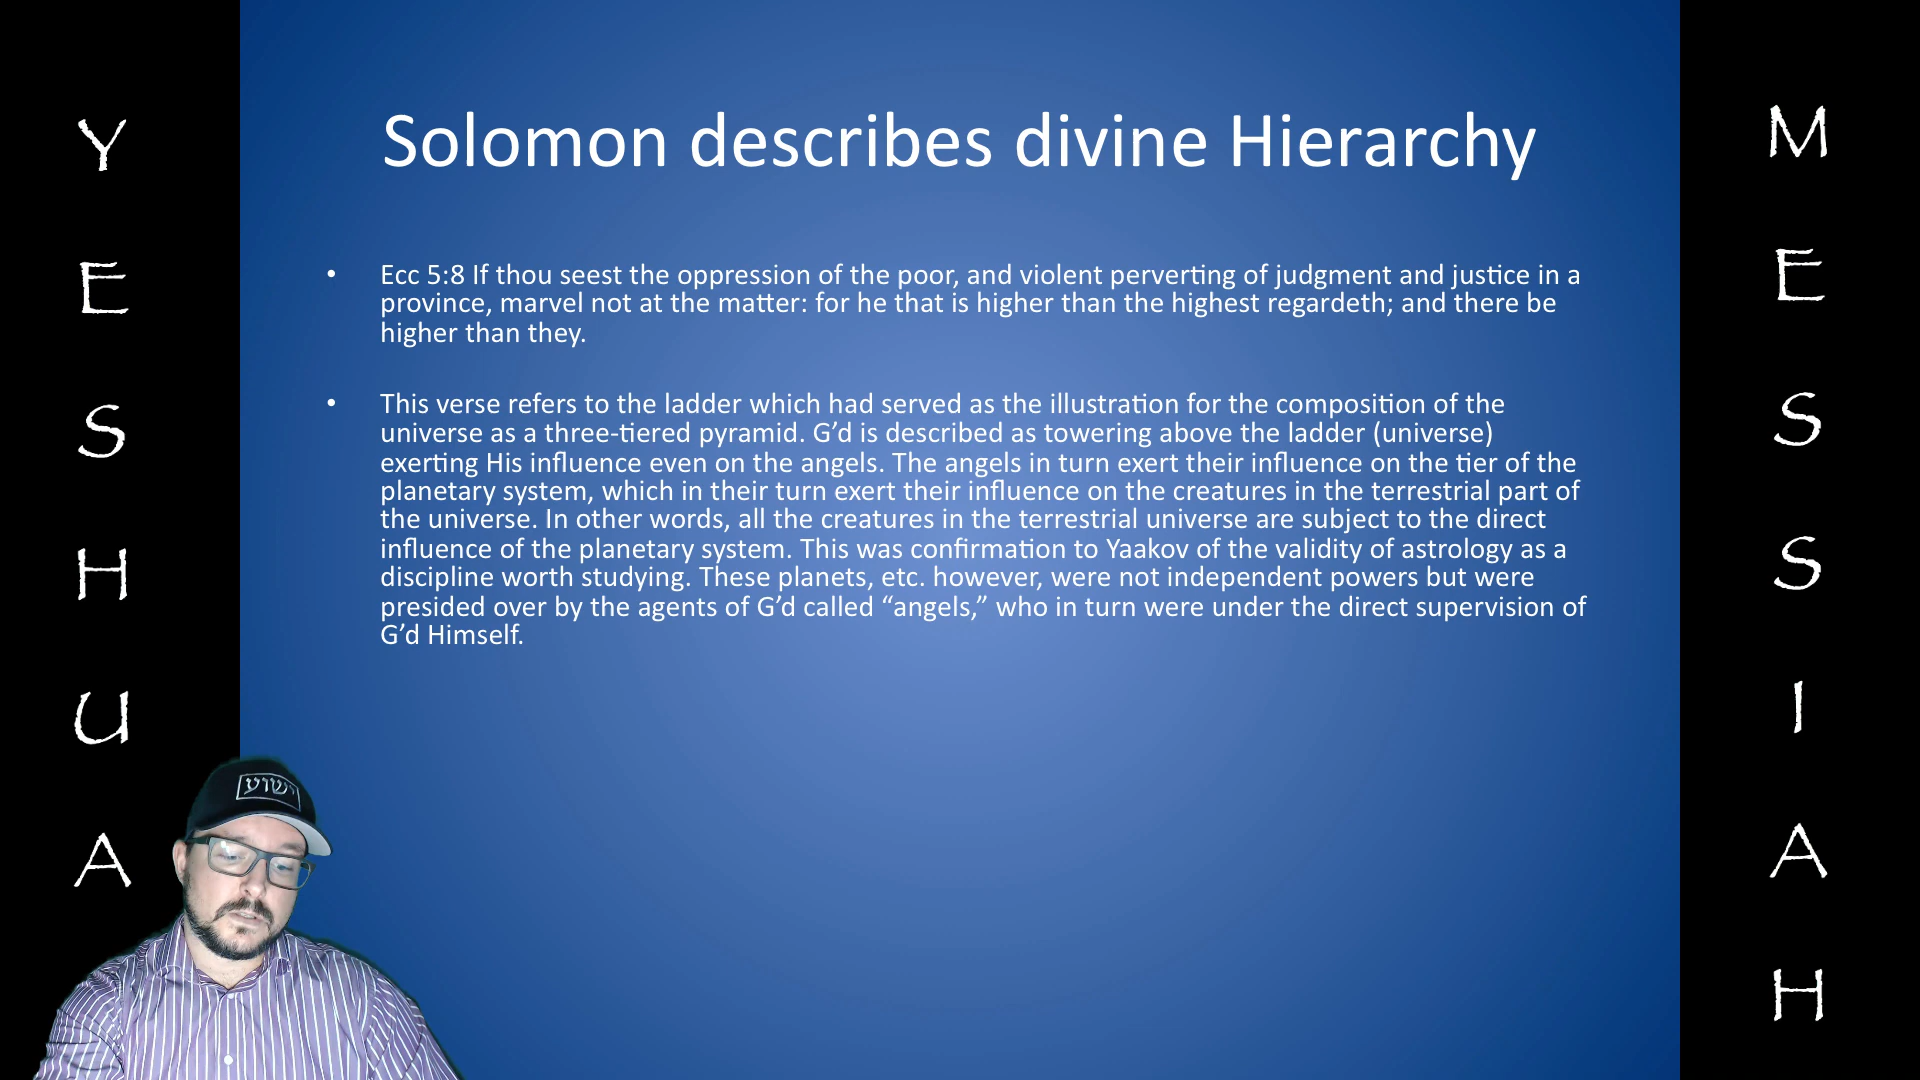 Solomon describes divine Hierarchy
• Ecc 5:8 If thou seest the oppression of the poor, and violent perverting of judgment and justice in a
province, marvel not at the matter: for he that is higher than the highest regardeth; and there be
higher than they.
• This verse refers to the ladder which had served as the illustration for the composition of the
universe as a three-tiered pyramid. G’d is described as towering above the ladder (universe)
exerting His influence even on the angels. The angels in turn exert their influence on the tier of the
planetary system, which in their turn exert their influence on the creatures in the terrestrial part of
the universe. In other words, all the creatures in the terrestrial universe are subject to the direct
influence of the planetary system. This was confirmation to Yaakov of the validity of astrology as a
discipline worth studying. These planets, etc. however, were not independent powers but were
presided over by the agents of G’d called “angels,” who in turn were under the direct supervision of
G’d Himself.
YESHUA
MESSIAH
ישוע